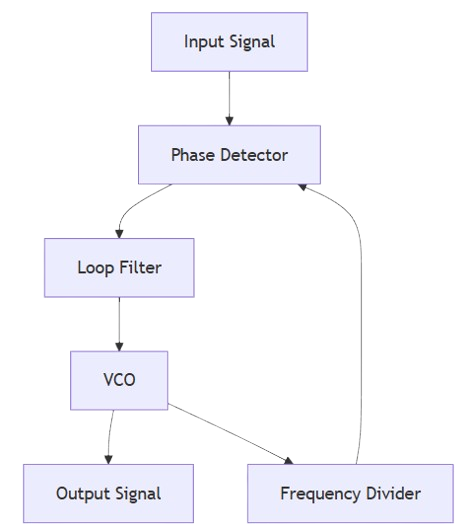 Input Signal
Phase Detector
Loop Filter
VCO
Output Signal
Frequency Divider